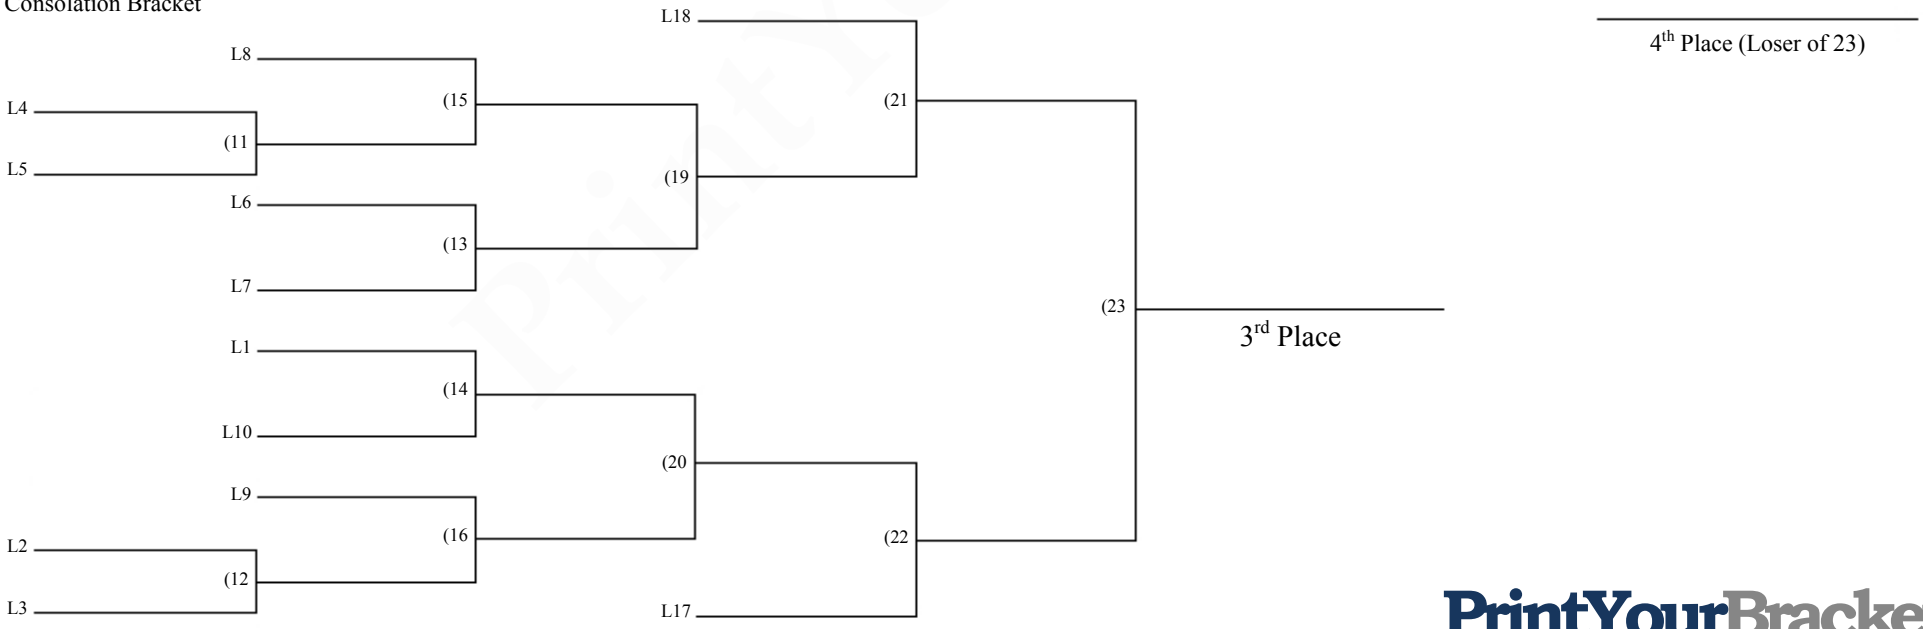 Consolation Bracket
L18
4th Place (Loser of 23)
L8
(15
(21
L4
(11
L5
(19
L6
(13
L7
(23
3rd Place
L1
(14
L10
(20
L9
(16
(22
L2
(12
L3
L17
PrintYourBracke
PrintY